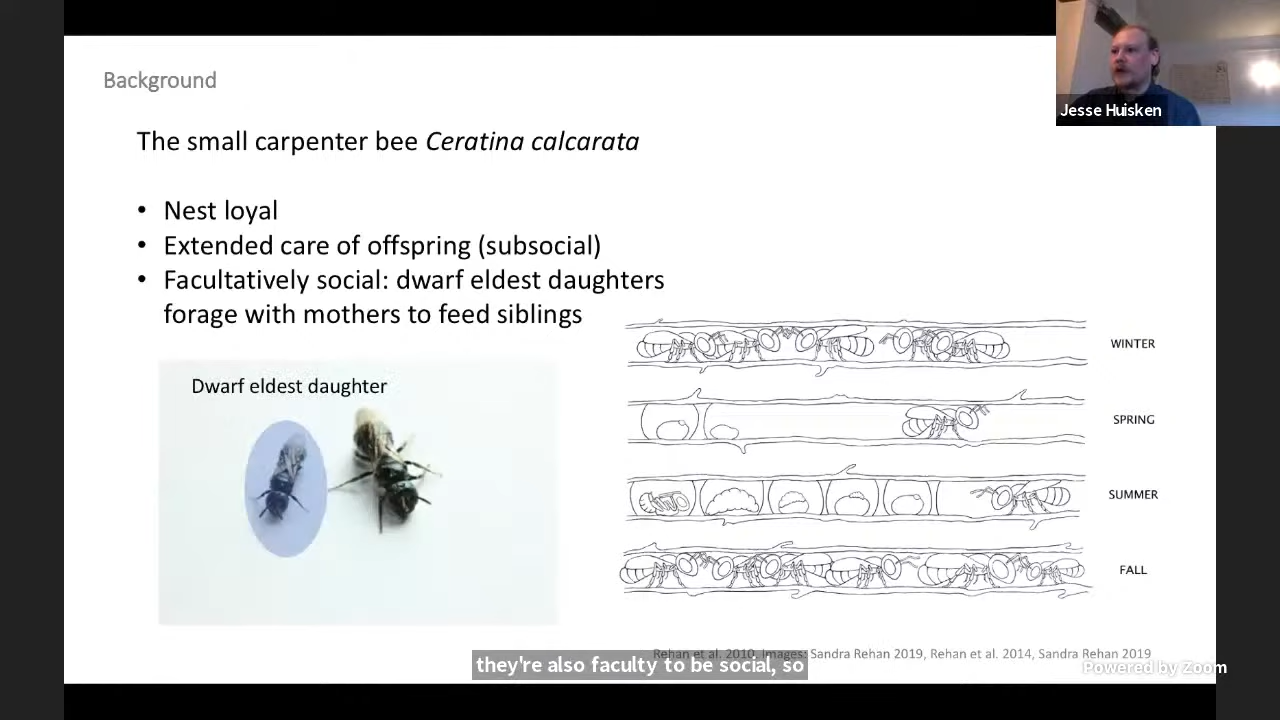 Background
Jesse Huisken
The small carpenter bee Ceratina calcarata
• Nest loyal
• Extended care of offspring (subsocial)
• Facultatively social: dwarf eldest daughters
forage with mothers to feed siblings
Dwarf eldest daughter
WINTER
SPRING
SUMMER
FALL
Rehan et al. 2010, Images: Sandra Rehan 2019, Rehan et al. 2014, Sandra Rehan 2019
they're also faculty to be social, so
Powered by Zoom